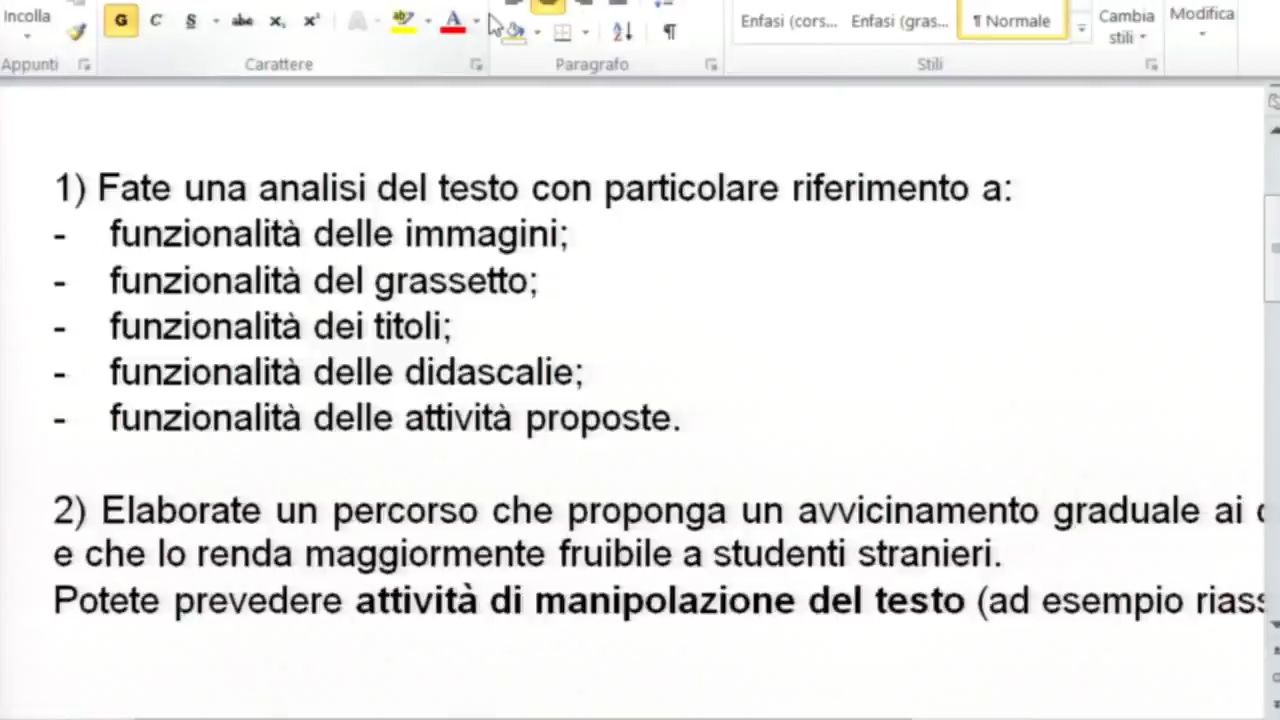 Incolla
G C S abe x, x² A ab A
Enfasi (cors... Enfasi (gras... ¶ Normale
Cambia stili
Modifica
Appunti Carattere Paragrafo Stili
1) Fate una analisi del testo con particolare riferimento a:
- funzionalità delle immagini;
- funzionalità del grassetto;
- funzionalità dei titoli;
- funzionalità delle didascalie;
- funzionalità delle attività proposte.
2) Elaborate un percorso che proponga un avvicinamento graduale ai
e che lo renda maggiormente fruibile a studenti stranieri.
Potete prevedere attività di manipolazione del testo (ad esempio